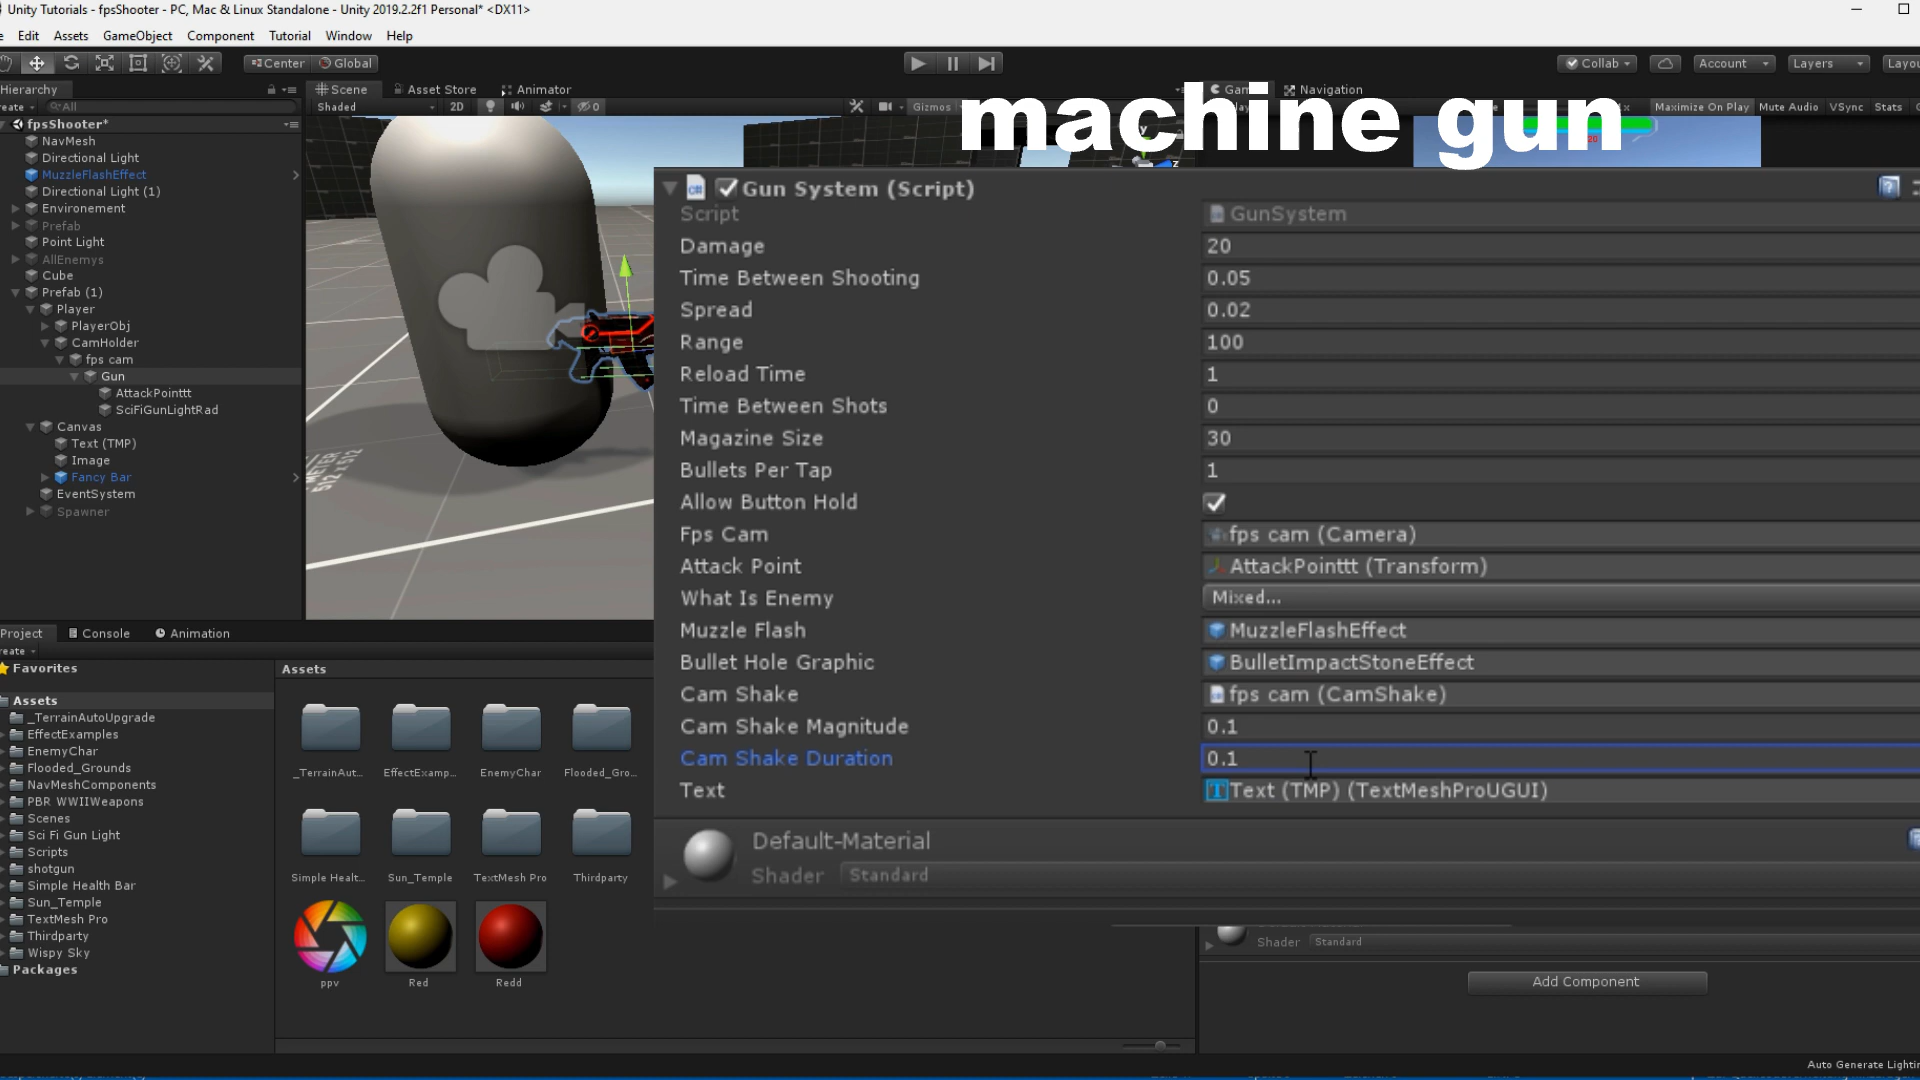 Unity Tutorials - fpsShooter - PC, Mac & Linux Standalone - Unity 2019.2.2f1 Personal* <DX11>
Edit Assets GameObject Component Tutorial Window Help
Center Global
Collab Account Layers
Hierarchy
All
fpsShooter*
NavMesh
Directional Light
MuzzleFlashEffect
Directional Light (1)
Environement
Prefab
Point Light
AllEnemys
Cube
Prefab (1)
Player
PlayerObj
CamHolder
fps cam
Gun
AttackPointtt
SciFiGunLightRad
Canvas
Text (TMP)
Image
Fancy Bar
EventSystem
Spawner
Scene Asset Store Animator
Shaded 2D 0 Gizmos
Navigation
Maximize On Play Mute Audio VSync Stats
machine gun
Gun System (Script)
Script GunSystem
Damage 20
Time Between Shooting 0.05
Spread 0.02
Range 100
Reload Time 1
Time Between Shots 0
Magazine Size 30
Bullets Per Tap 1
Allow Button Hold
Fps Cam fps cam (Camera)
Attack Point AttackPointtt (Transform)
What Is Enemy Mixed...
Muzzle Flash MuzzleFlashEffect
Bullet Hole Graphic BulletImpactStoneEffect
Cam Shake fps cam (CamShake)
Cam Shake Magnitude 0.1
Cam Shake Duration 0.1
Text Text (TMP) (TextMeshProUGUI)
Default-Material
Shader Standard
Shader Standard
Add Component
Project Console Animation
Favorites
Assets
_TerrainAutoUpgrade
EffectExamples
EnemyChar
Flooded_Grounds
NavMeshComponents
PBR WWIIWeapons
Scenes
Sci Fi Gun Light
Scripts
shotgun
Simple Health Bar
Sun_Temple
TextMesh Pro
Thirdparty
Wispy Sky
Packages
Assets
_TerrainAut... EffectExamp... EnemyChar Flooded_Gro...
Simple Healt... Sun_Temple TextMesh Pro Thirdparty
ppv Red Redd